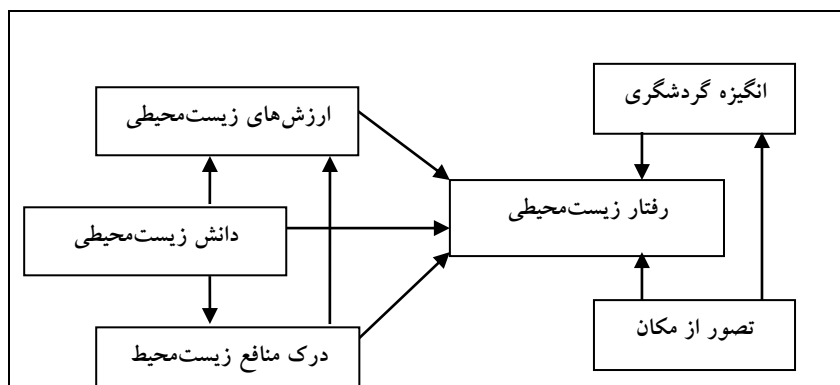 انگیزه گردشگری
ارزش‌های زیست‌محیطی
رفتار زیست‌محیطی
دانش زیست‌محیطی
تصور از مکان
درک منافع زیست‌محیط